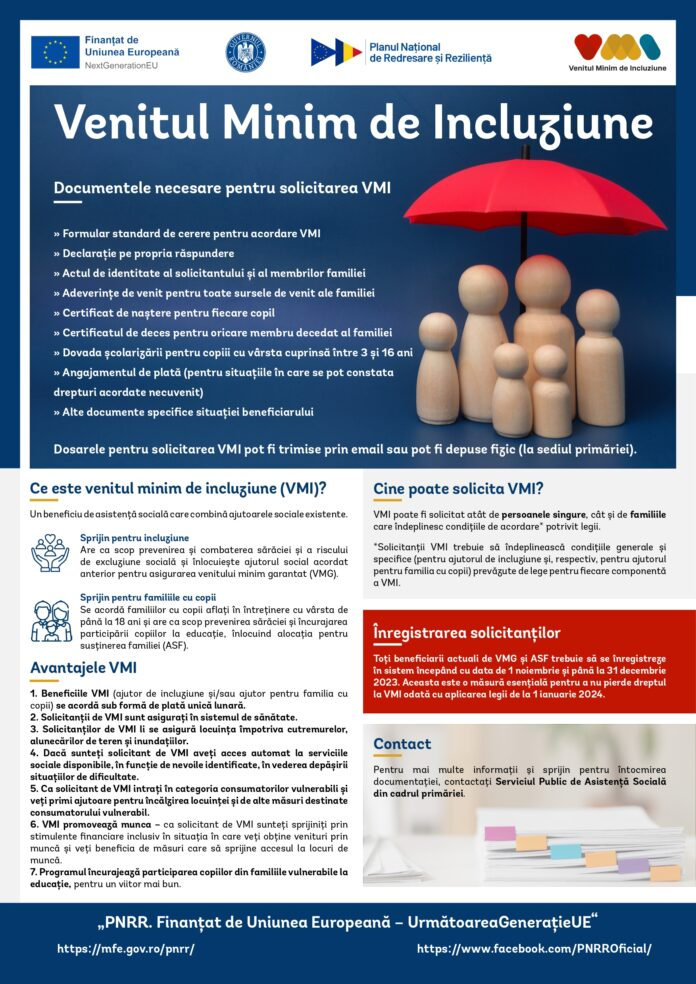 Finanțat de
Uniunea Europeană
NextGenerationEU
GUVERNUL ROMÂNIEI
Planul Național
de Redresare și Reziliență
Venitul Minim de Incluziune
Venitul Minim de Incluziune
Documentele necesare pentru solicitarea VMI
» Formular standard de cerere pentru acordare VMI
» Declarație pe propria răspundere
» Actul de identitate al solicitantului și al membrilor familiei
» Adeverințe de venit pentru toate sursele de venit ale familiei
» Certificat de naștere pentru fiecare copil
» Certificatul de deces pentru oricare membru decedat al familiei
» Dovada școlarizării pentru copiii cu vârsta cuprinsă între 3 și 16 ani
» Angajamentul de plată (pentru situațiile în care se pot constata
drepturi acordate necuvenit)
» Alte documente specifice situației beneficiarului
Dosarele pentru solicitarea VMI pot fi trimise prin email sau pot fi depuse fizic (la sediul primăriei).
Ce este venitul minim de incluziune (VMI)?
Un beneficiu de asistență socială care combină ajutoarele sociale existente.
Sprijin pentru incluziune
Are ca scop prevenirea și combaterea sărăciei și a riscului
de excluziune socială și înlocuiește ajutorul social acordat
anterior pentru asigurarea venitului minim garantat (VMG).
Sprijin pentru familiile cu copii
Se acordă familiilor cu copii aflați în întreținere cu vârsta de
până la 18 ani și are ca scop prevenirea sărăciei și încurajarea
participării copiilor la educație, înlocuind alocația pentru
susținerea familiei (ASF).
Avantajele VMI
1. Beneficiile VMI (ajutor de incluziune și/sau ajutor pentru familia cu
copii) se acordă sub formă de plată unică lunară.
2. Solicitanții de VMI sunt asigurați în sistemul de sănătate.
3. Solicitanților de VMI li se asigură locuința împotriva cutremurelor,
alunecărilor de teren și inundațiilor.
4. Dacă sunteți solicitant de VMI aveți acces automat la serviciile
sociale disponibile, în funcție de nevoile identificate, în vederea depășirii
situațiilor de dificultate.
5. Ca solicitant de VMI intrați în categoria consumatorilor vulnerabili și
veți primi ajutoare pentru încălzirea locuinței și de alte măsuri destinate
consumatorului vulnerabil.
6. VMI promovează munca – ca solicitant de VMI sunteți sprijiniți prin
stimulente financiare inclusiv în situația în care veți obține venituri prin
muncă și veți beneficia de măsuri care să sprijine accesul la locuri de
muncă.
7. Programul încurajează participarea copiilor din familiile vulnerabile la
educație, pentru un viitor mai bun.
Cine poate solicita VMI?
VMI poate fi solicitat atât de persoanele singure, cât și de familiile
care îndeplinesc condițiile de acordare* potrivit legii.
*Solicitanții VMI trebuie să îndeplinească condițiile generale și
specifice (pentru ajutorul de incluziune și, respectiv, pentru ajutorul
pentru familia cu copii) prevăzute de lege pentru fiecare componentă
a VMI.
Înregistrarea solicitanților
Toți beneficiarii actuali de VMG și ASF trebuie să se înregistreze
în sistem începând cu data de 1 noiembrie și până la 31 decembrie
2023. Aceasta este o măsură esențială pentru a nu pierde dreptul
la VMI odată cu aplicarea legii de la 1 ianuarie 2024.
Contact
Pentru mai multe informații și sprijin pentru întocmirea
documentației, contactați Serviciul Public de Asistență Socială
din cadrul primăriei.
„PNRR. Finanțat de Uniunea Europeană – UrmătoareaGenerațieUE“
https://mfe.gov.ro/pnrr/
https://www.facebook.com/PNRROficial/